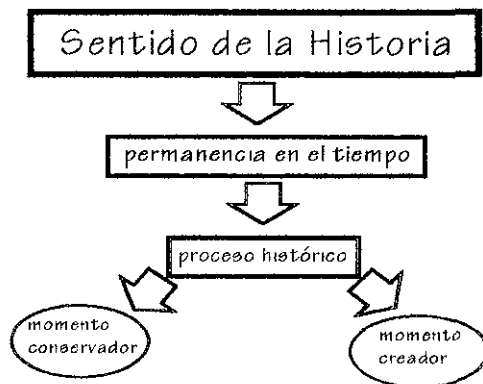 Sentido de la Historia
permanencia en el tiempo
proceso histórico
momento
conservador
momento
creador